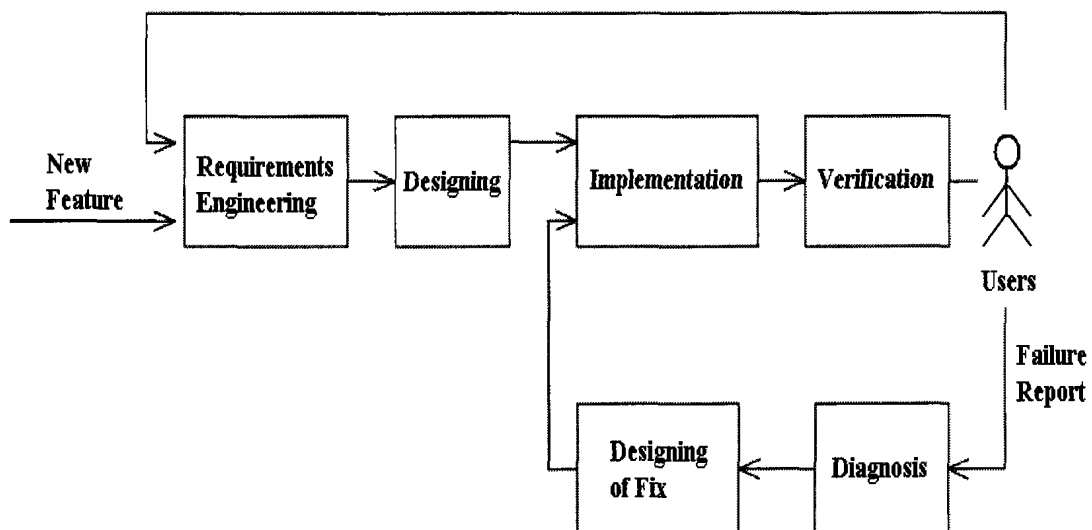 New
Feature
Requirements
Engineering
Designing
Implementation
Verification
Users
Failure
Report
Designing
of Fix
Diagnosis